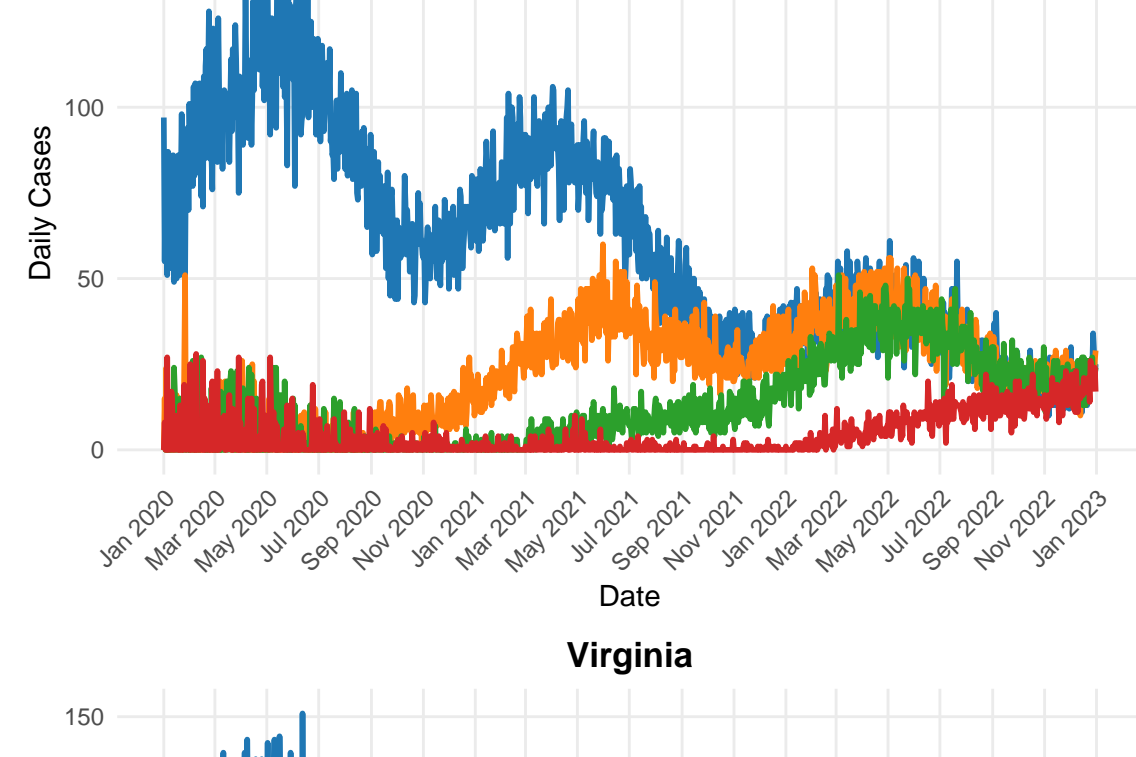 100
50
0
Daily Cases
Jan 2020
Mar 2020
May 2020
Jul 2020
Sep 2020
Nov 2020
Jan 2021
Mar 2021
May 2021
Jul 2021
Sep 2021
Nov 2021
Jan 2022
Mar 2022
May 2022
Jul 2022
Sep 2022
Nov 2022
Jan 2023
Date
Virginia
150